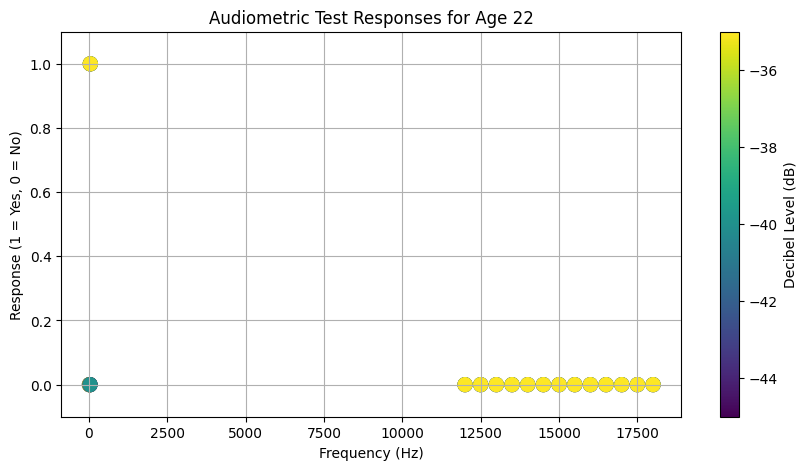 Audiometric Test Responses for Age 22
Response (1 = Yes, 0 = No)
1.0
0.8
0.6
0.4
0.2
0.0
0 2500 5000 7500 10000 12500 15000 17500
Frequency (Hz)
−36
−38
−40
−42
−44
Decibel Level (dB)